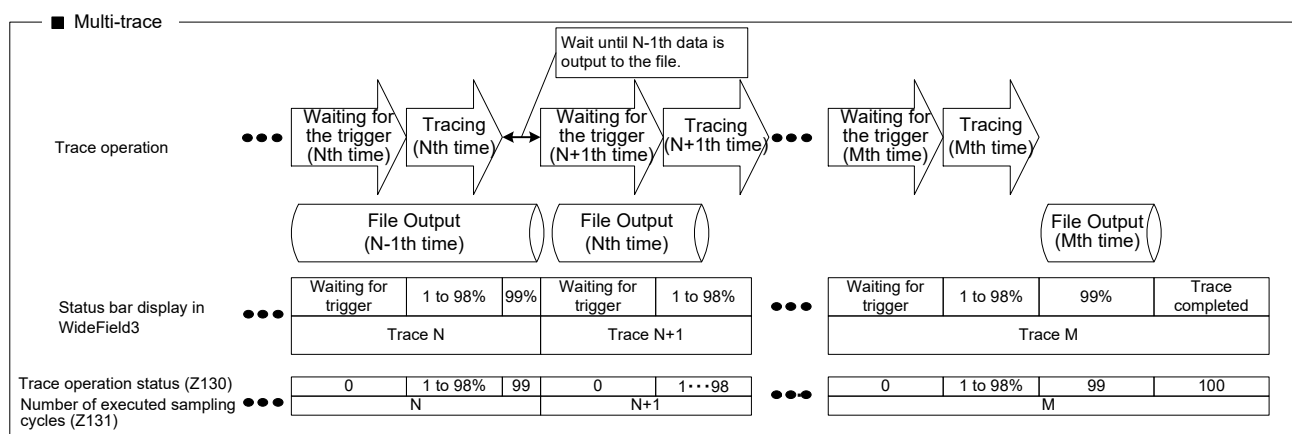 ■ Multi-trace
Wait until N-1th data is
output to the file.
Trace operation
●●●
Waiting for
the trigger
(Nth time)
Tracing
(Nth time)
Waiting for
the trigger
(N+1th time)
Tracing
(N+1th time)
●●●
Waiting for
the trigger
(Mth time)
Tracing
(Mth time)
File Output
(N-1th time)
File Output
(Nth time)
File Output
(Mth time)
Status bar display in
WideField3
●●●
Waiting for
trigger
1 to 98%
99%
Waiting for
trigger
1 to 98%
●●●
Waiting for
trigger
1 to 98%
99%
Trace
completed
Trace N
Trace N+1
Trace M
Trace operation status (Z130)
0
1 to 98%
99
0
1･･･98
●●●
0
1 to 98%
99
100
Number of executed sampling
cycles (Z131)
●●●
N
N+1
M